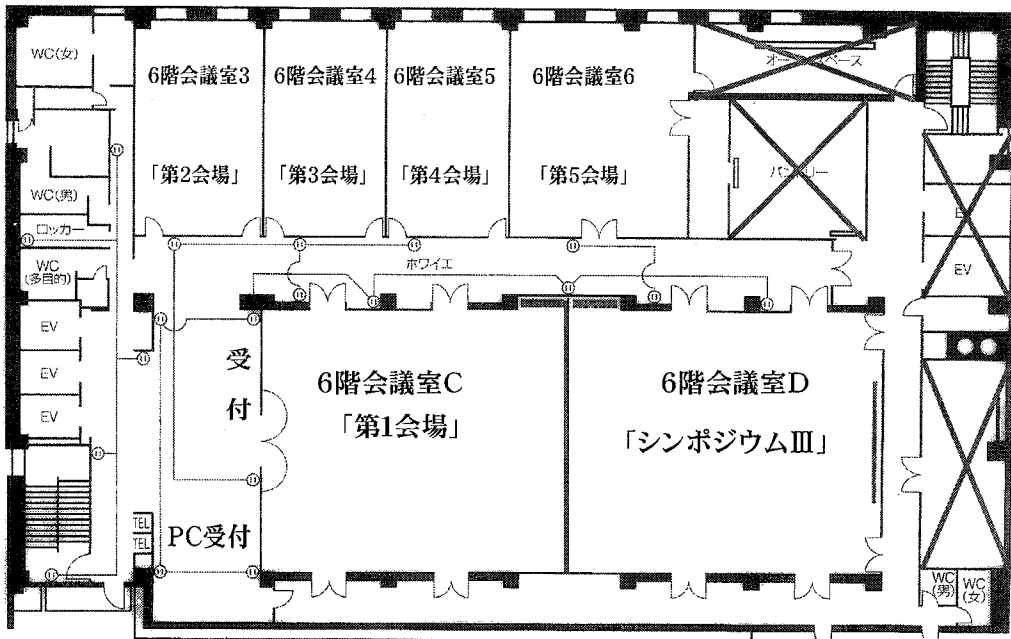 WC(女)
6階会議室3
6階会議室4
6階会議室5
6階会議室6
「第2会場」
「第3会場」
「第4会場」
「第5会場」
WC(男)
ロッカー
WC
(多目的)
ホワイエ
EV
EV
EV
EV
受付
6階会議室C
「第1会場」
6階会議室D
「シンポジウムⅢ」
TEL
TEL
PC受付
WC
(男)
WC
(女)